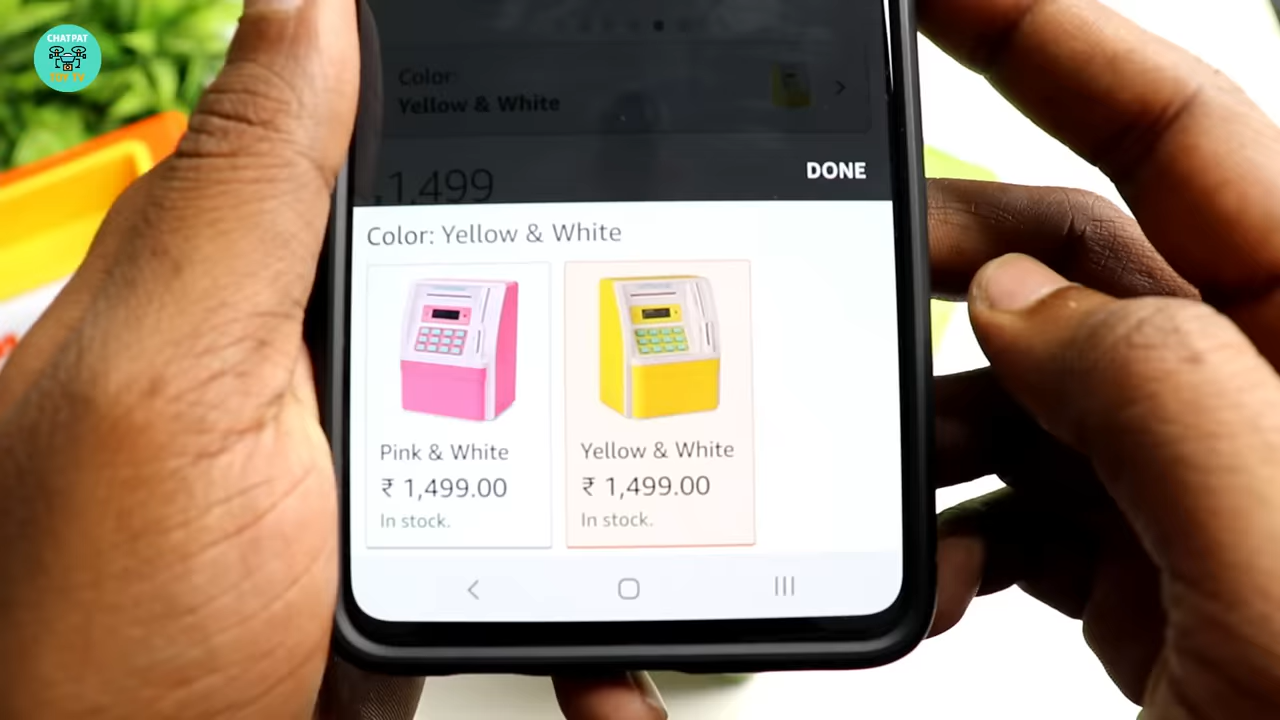 CHATPAT
TOY TV
Color:
Yellow & White
1,499
DONE
Color: Yellow & White
Pink & White
₹ 1,499.00
In stock.
Yellow & White
₹ 1,499.00
In stock.